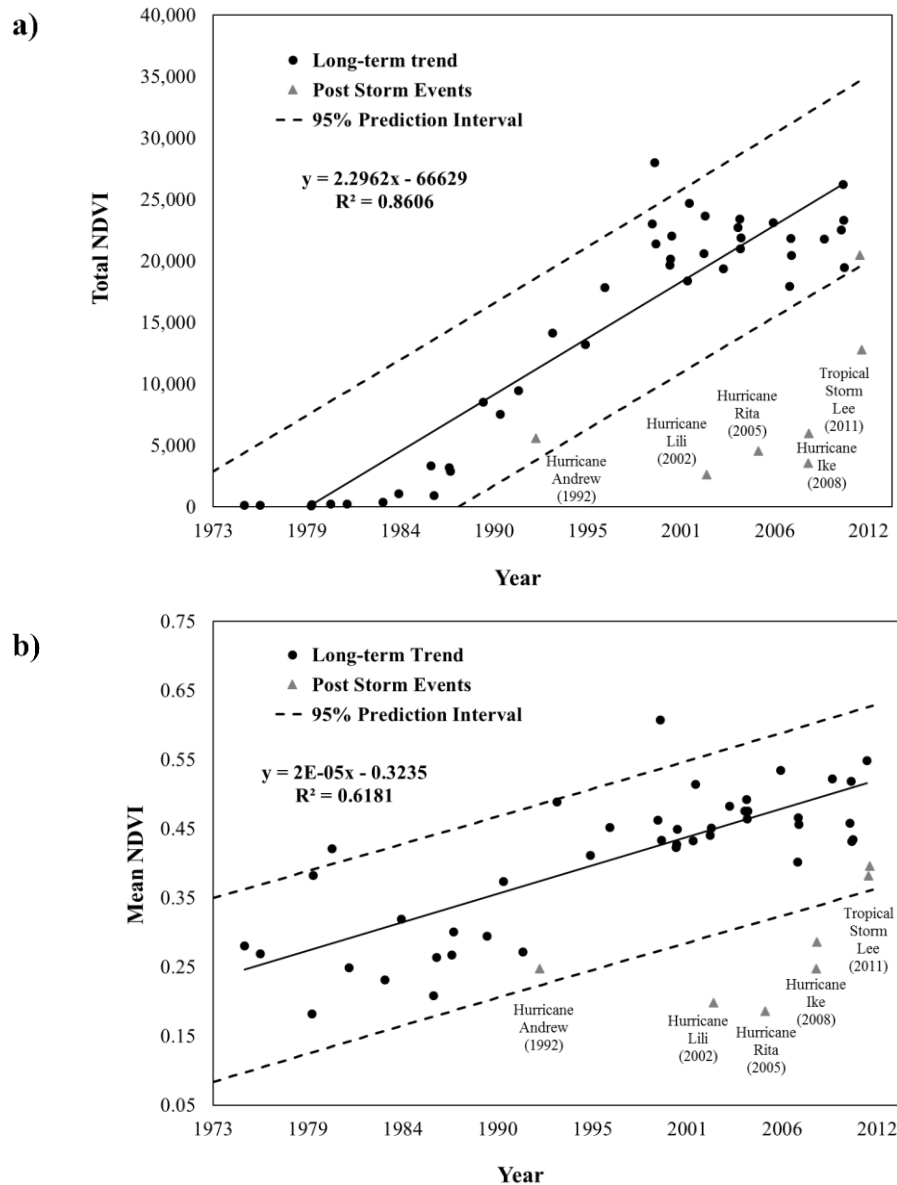 a)
40,000
35,000
30,000
25,000
20,000
15,000
10,000
5,000
0
Total NDVI
Long-term trend
Post Storm Events
95% Prediction Interval
y = 2.2962x - 66629
R² = 0.8606
Hurricane
Andrew
(1992)
Hurricane
Lili
(2002)
Hurricane
Rita
(2005)
Tropical
Storm
Lee
(2011)
Hurricane
Ike
(2008)
1973 1979 1984 1990 1995 2001 2006 2012
Year
b)
0.75
0.65
0.55
0.45
0.35
0.25
0.15
0.05
Mean NDVI
Long-term Trend
Post Storm Events
95% Prediction Interval
y = 2E-05x - 0.3235
R² = 0.6181
Hurricane
Andrew
(1992)
Hurricane
Lili
(2002)
Hurricane
Rita
(2005)
Hurricane
Ike
(2008)
Tropical
Storm
Lee
(2011)
1973 1979 1984 1990 1995 2001 2006 2012
Year